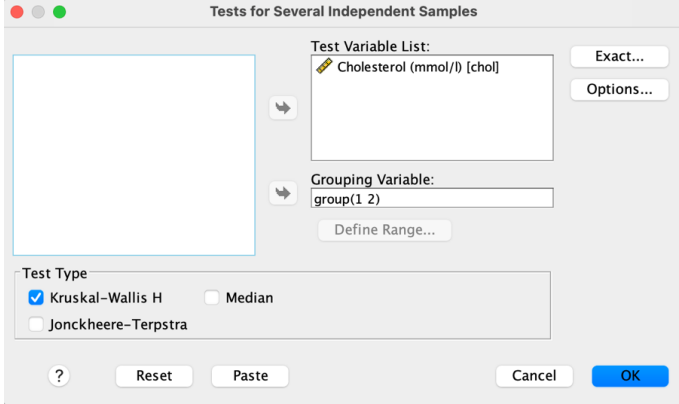 Tests for Several Independent Samples
Test Variable List:
Cholesterol (mmol/l) [chol]
Exact...
Options...
Grouping Variable:
group(1 2)
Define Range...
Test Type
Kruskal-Wallis H
Median
Jonckheere-Terpstra
?
Reset
Paste
Cancel
OK